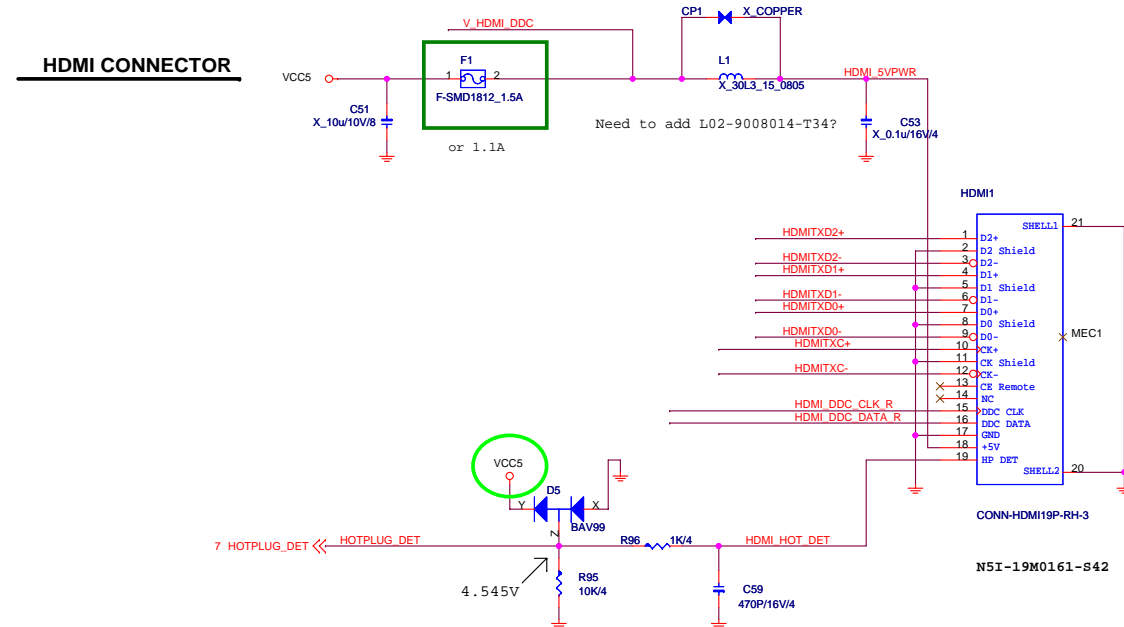 CP1 X_COPPER
V_HDMI_DDC
HDMI CONNECTOR
VCC5
1 F1 2
F-SMD1812_1.5A
L1
X_30L3_15_0805
HDMI_5VPWR
C51
X_10u/10V/8
or 1.1A
Need to add L02-9008014-T34?
C53
X_0.1u/16V/4
HDMI1
SHELL1 21
HDMITXD2+ 1 D2+
2 D2 Shield
HDMITXD2- 3 D2-
HDMITXD1+ 4 D1+
5 D1 Shield
HDMITXD1- 6 D1-
HDMITXD0+ 7 D0+
8 D0 Shield
HDMITXD0- 9 D0-
MEC1
HDMITXC+ 10 CK+
11 CK Shield
HDMITXC- 12 CK-
13 CE Remote
14 NC
HDMI_DDC_CLK_R 15 DDC CLK
HDMI_DDC_DATA_R 16 DDC DATA
17 GND
18 +5V
19 HP DET
SHELL2 20
CONN-HDMI19P-RH-3
N5I-19M0161-S42
VCC5
D5
Y X
BAV99
Z
7 HOTPLUG_DET HOTPLUG_DET
R96 1K/4
HDMI_HOT_DET
4.545V
R95
10K/4
C59
470P/16V/4